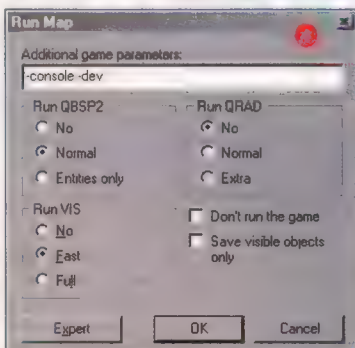 Run Map
Additional game parameters:
-console -dev
Run QBSP2
No
Normal
Entities only
Run QRAD
No
Normal
Extra
Run VIS
No
Fast
Full
Don't run the game
Save visible objects
only
Expert
OK
Cancel